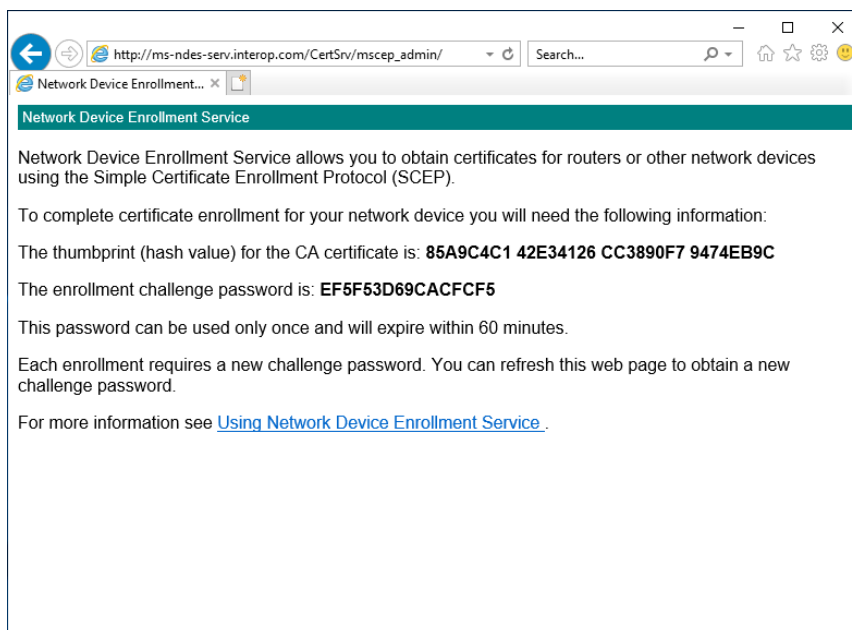 http://ms-ndes-serv.interop.com/CertSrv/mscep_admin/
Search...
Network Device Enrollment...
Network Device Enrollment Service
Network Device Enrollment Service allows you to obtain certificates for routers or other network devices
using the Simple Certificate Enrollment Protocol (SCEP).
To complete certificate enrollment for your network device you will need the following information:
The thumbprint (hash value) for the CA certificate is: 85A9C4C1 42E34126 CC3890F7 9474EB9C
The enrollment challenge password is: EF5F53D69CACFCF5
This password can be used only once and will expire within 60 minutes.
Each enrollment requires a new challenge password. You can refresh this web page to obtain a new
challenge password.
For more information see Using Network Device Enrollment Service .